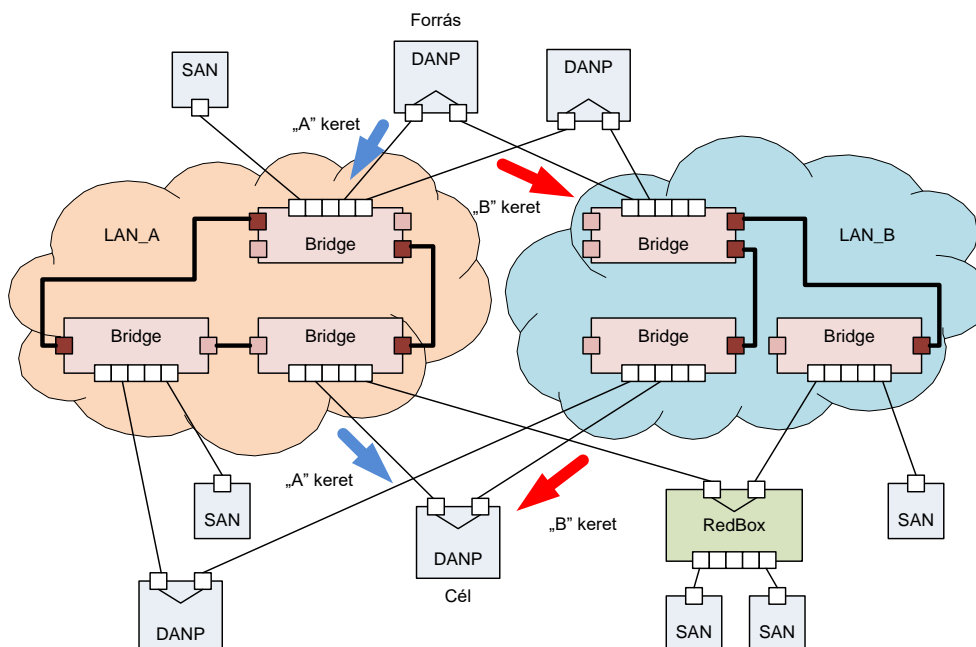 Forrás
SAN
DANP
DANP
„A” keret
„B” keret
LAN_A
Bridge
Bridge
LAN_B
Bridge
Bridge
Bridge
Bridge
„A” keret
SAN
„B” keret
RedBox
SAN
DANP
Cél
DANP
SAN
SAN